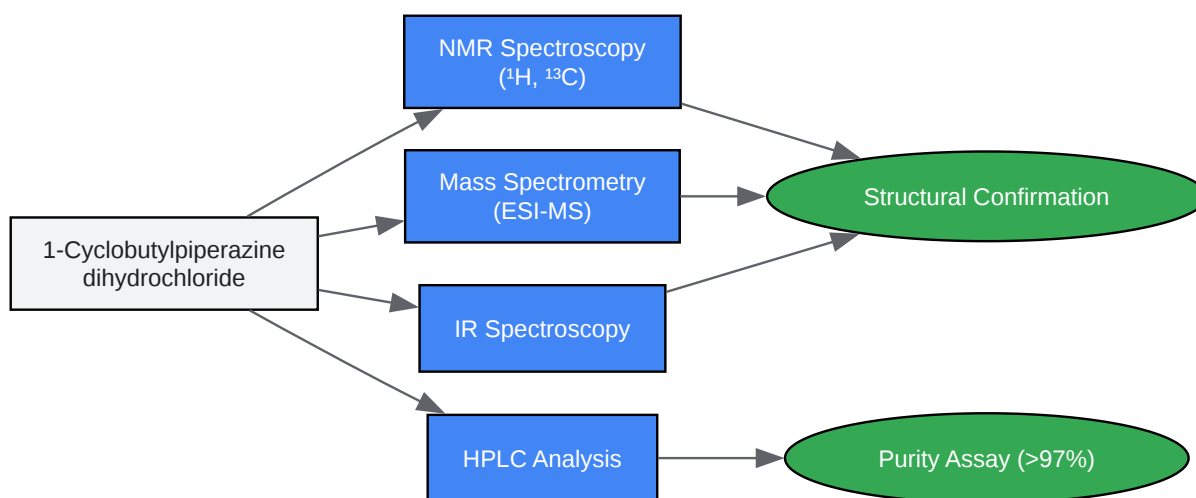 1-Cyclobutylpiperazine
dihydrochloride
NMR Spectroscopy
(¹H, ¹³C)
Mass Spectrometry
(ESI-MS)
IR Spectroscopy
HPLC Analysis
Structural Confirmation
Purity Assay (>97%)